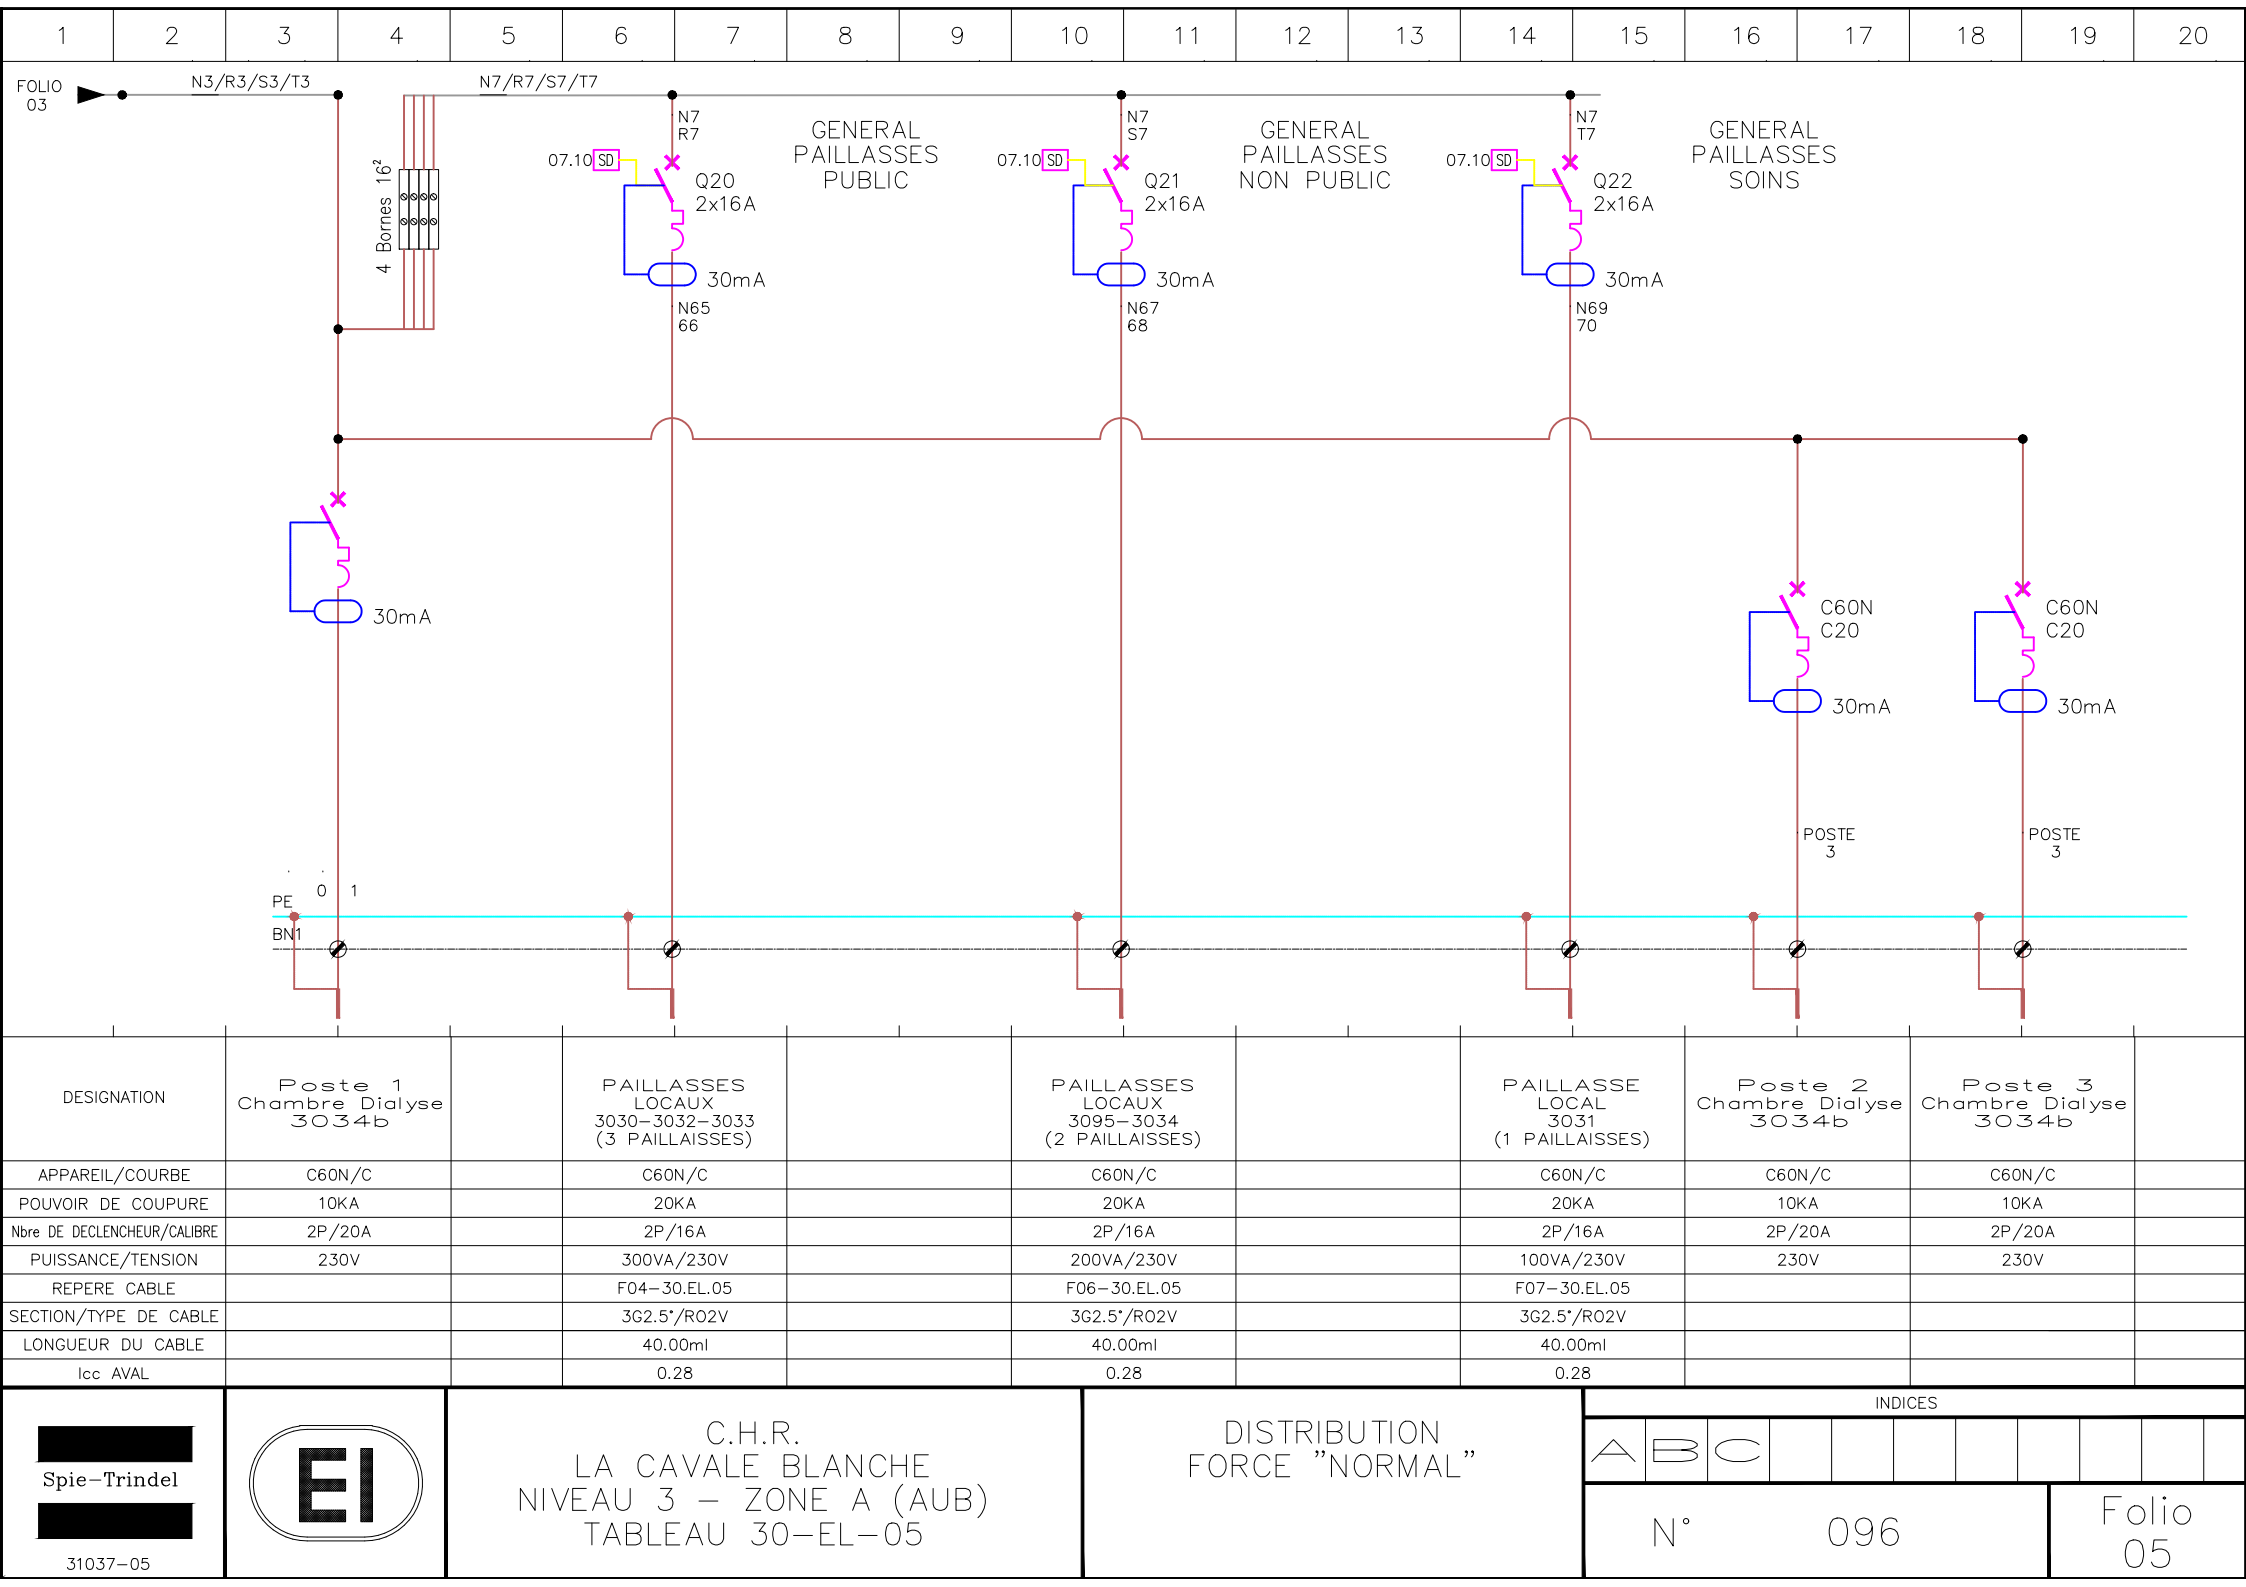 1 2 3 4 5 6 7 8 9 10 11 12 13 14 15 16 17 18 19 20
FOLIO
03
N3/R3/S3/T3
N7/R7/S7/T7
4 Bornes 16²
N7
R7
07.10 SD
Q20
2x16A
30mA
N65
66
GENERAL
PAILLASSES
PUBLIC
N7
S7
07.10 SD
Q21
2x16A
30mA
N67
68
GENERAL
PAILLASSES
NON PUBLIC
N7
T7
07.10 SD
Q22
2x16A
30mA
N69
70
GENERAL
PAILLASSES
SOINS
30mA
C60N
C20
30mA
C60N
C20
30mA
POSTE
3
POSTE
3
0 1
PE
BN1
DESIGNATION
Poste 1
Chambre Dialyse
3034b
PAILLASSES
LOCAUX
3030-3032-3033
(3 PAILLAISSES)
PAILLASSES
LOCAUX
3095-3034
(2 PAILLAISSES)
PAILLASSE
LOCAL
3031
(1 PAILLAISSES)
Poste 2
Chambre Dialyse
3034b
Poste 3
Chambre Dialyse
3034b
APPAREIL/COURBE C60N/C C60N/C C60N/C C60N/C C60N/C C60N/C
POUVOIR DE COUPURE 10KA 20KA 20KA 20KA 10KA 10KA
Nbre DE DECLENCHEUR/CALIBRE 2P/20A 2P/16A 2P/16A 2P/16A 2P/20A 2P/20A
PUISSANCE/TENSION 230V 300VA/230V 200VA/230V 100VA/230V 230V 230V
REPERE CABLE F04-30.EL.05 F06-30.EL.05 F07-30.EL.05
SECTION/TYPE DE CABLE 3G2.5°/RO2V 3G2.5°/RO2V 3G2.5°/RO2V
LONGUEUR DU CABLE 40.00ml 40.00ml 40.00ml
Icc AVAL 0.28 0.28 0.28
Spie-Trindel
31037-05
EI
C.H.R.
LA CAVALE BLANCHE
NIVEAU 3 - ZONE A (AUB)
TABLEAU 30-EL-05
DISTRIBUTION
FORCE "NORMAL"
INDICES
A B C
N° 096
Folio
05